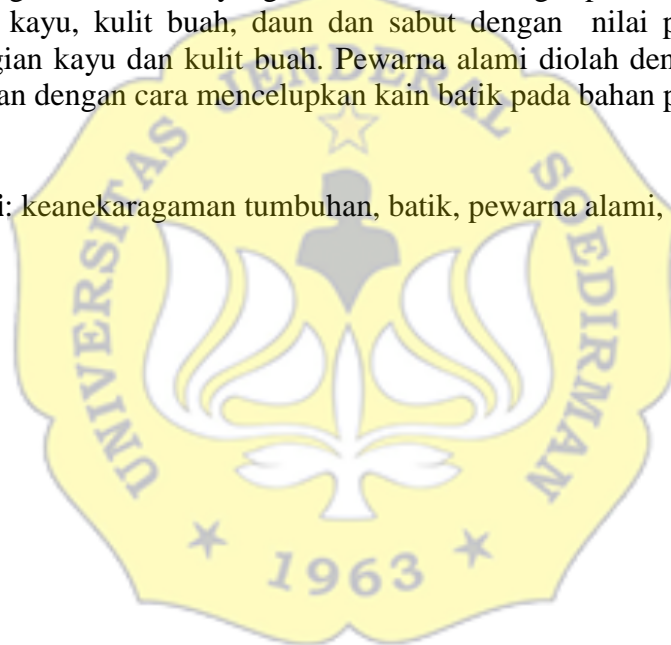 kayu, kulit buah, daun dan sabut dengan nilai p
gian kayu dan kulit buah. Pewarna alami diolah den
an dengan cara mencelupkan kain batik pada bahan p
i: keanekaragaman tumbuhan, batik, pewarna alami,
UNIVERSITAS JENDERAL SOEDIRMAN
1963